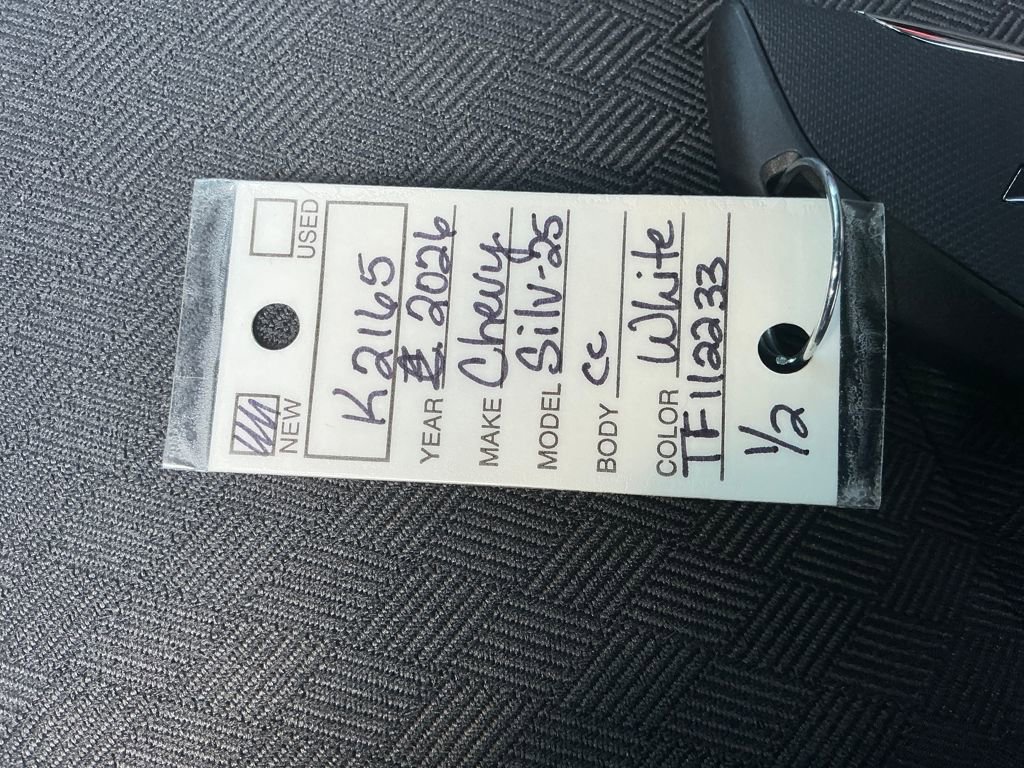 NEW USED
K2165
YEAR 2026
MAKE Chevy
MODEL Silv-25
BODY CC
COLOR White
TF112233
1/2